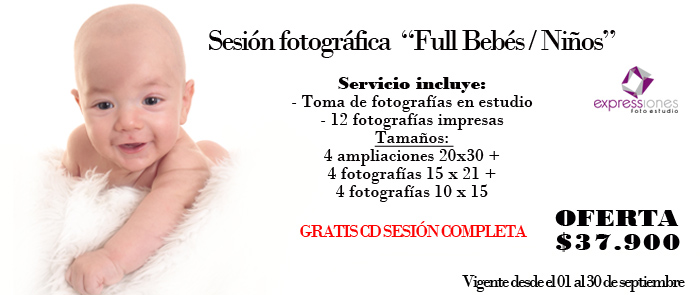 Sesión fotográfica “Full Bebés / Niños”
Servicio incluye:
- Toma de fotografías en estudio
- 12 fotografías impresas
Tamaños:
4 ampliaciones 20x30 +
4 fotografías 15 x 21 +
4 fotografías 10 x 15
GRATIS CD SESIÓN COMPLETA
expressiones
foto estudio
OFERTA
$37.900
Vigente desde el 01 al 30 de septiembre